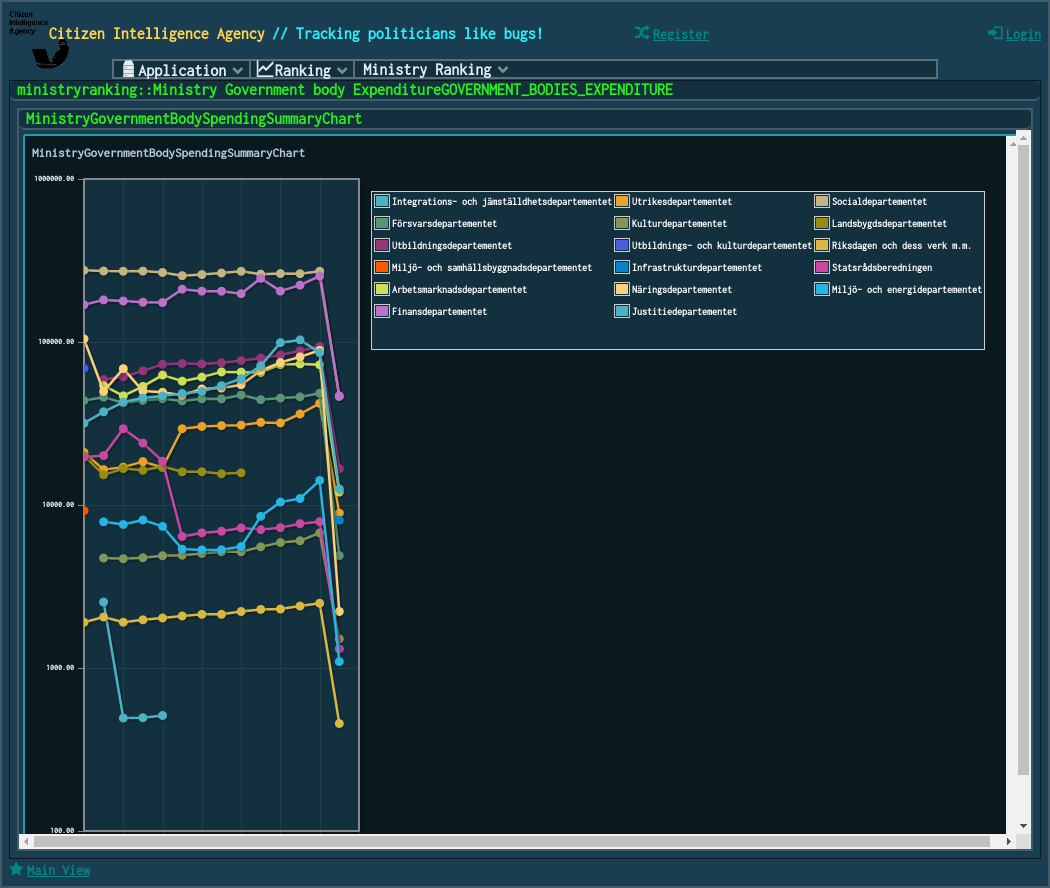 Citizen
Intelligence
Agency
Citizen Intelligence Agency // Tracking politicians like bugs!
Register
Login
Application
Ranking
Ministry Ranking
ministryranking::Ministry Government body ExpenditureGOVERNMENT_BODIES_EXPENDITURE
MinistryGovernmentBodySpendingSummaryChart
MinistryGovernmentBodySpendingSummaryChart
1000000.00
100000.00
10000.00
1000.00
100.00
Integrations- och jämställdhetsdepartementet Utrikesdepartementet Socialdepartementet
Försvarsdepartementet Kulturdepartementet Landsbygdsdepartementet
Utbildningsdepartementet Utbildnings- och kulturdepartementet Riksdagen och dess verk m.m.
Miljö- och samhällsbyggnadsdepartementet Infrastrukturdepartementet Statsrådsberedningen
Arbetsmarknadsdepartementet Näringsdepartementet Miljö- och energidepartementet
Finansdepartementet Justitiedepartementet
Main View